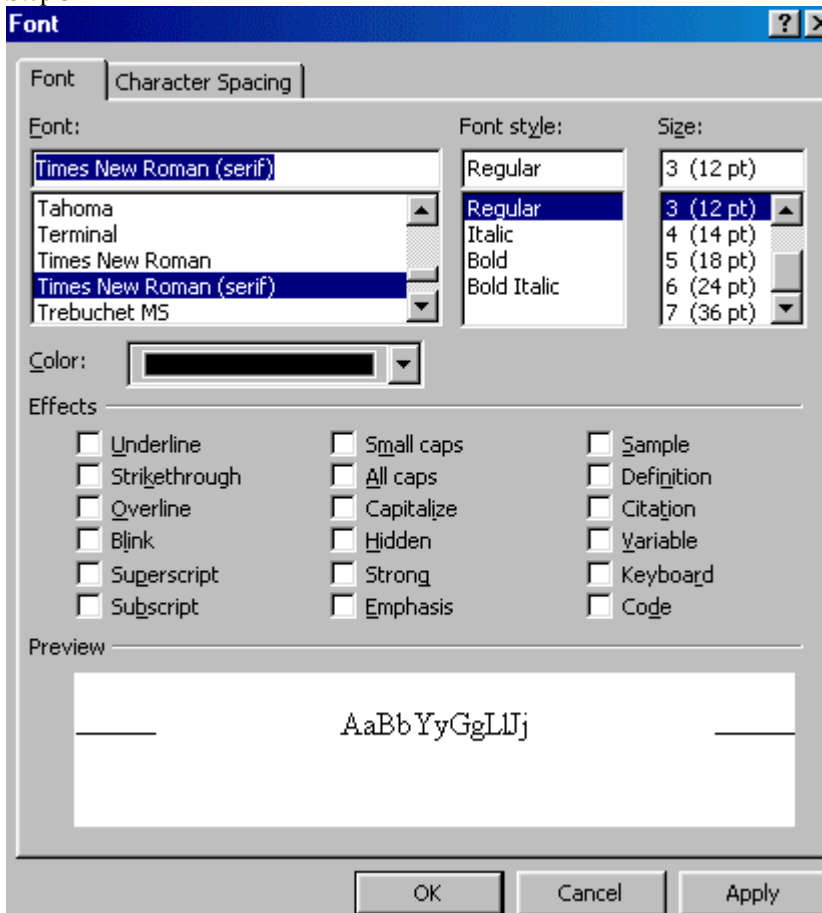 Font
Font Character Spacing
Font: Font style: Size:
Times New Roman (serif) Regular 3 (12 pt)
Tahoma Regular 3 (12 pt)
Terminal Italic 4 (14 pt)
Times New Roman Bold 5 (18 pt)
Times New Roman (serif) Bold Italic 6 (24 pt)
Trebuchet MS 7 (36 pt)
Color:
Effects
Underline Small caps Sample
Strikethrough All caps Definition
Overline Capitalize Citation
Blink Hidden Variable
Superscript Strong Keyboard
Subscript Emphasis Code
Preview
AaBbYyGgLlJj
OK Cancel Apply